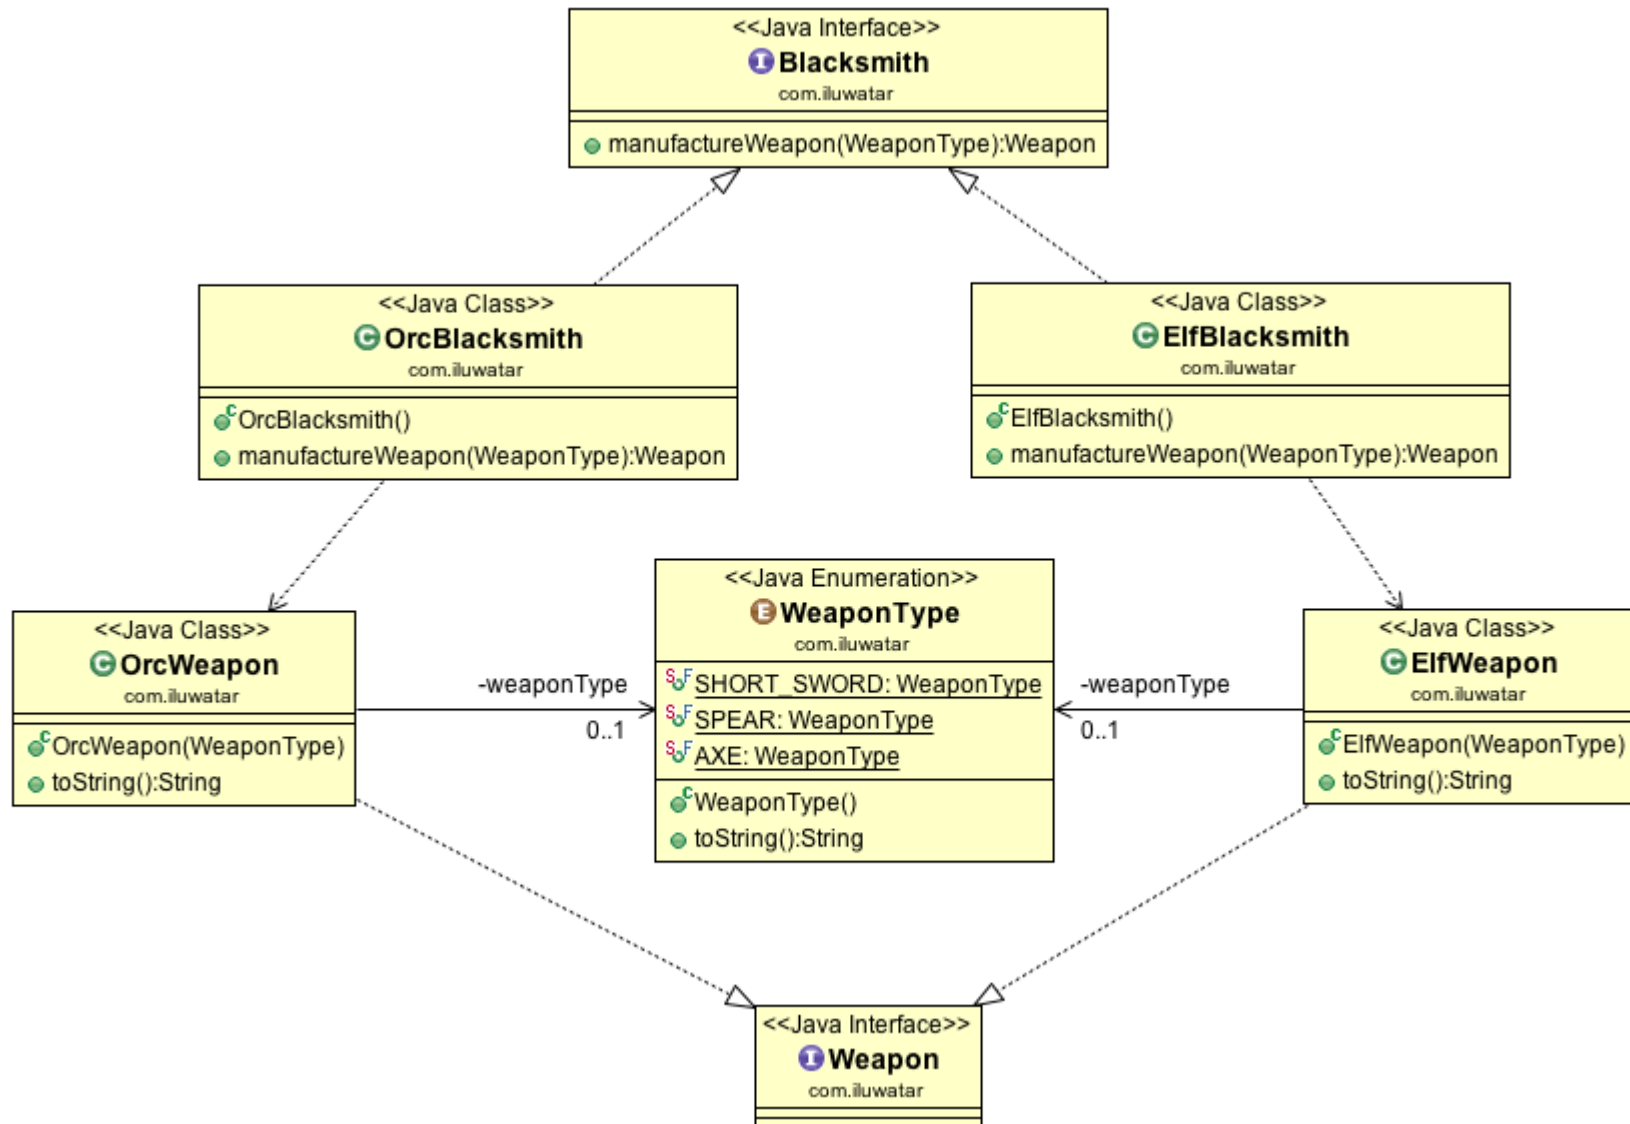 <<Java Interface>>
I Blacksmith
com.iluwatar
manufactureWeapon(WeaponType):Weapon
<<Java Class>>
C OrcBlacksmith
com.iluwatar
C OrcBlacksmith()
manufactureWeapon(WeaponType):Weapon
<<Java Class>>
C ElfBlacksmith
com.iluwatar
C ElfBlacksmith()
manufactureWeapon(WeaponType):Weapon
<<Java Class>>
C OrcWeapon
com.iluwatar
C OrcWeapon(WeaponType)
toString():String
-weaponType
0..1
<<Java Enumeration>>
E WeaponType
com.iluwatar
S F SHORT_SWORD: WeaponType
S F SPEAR: WeaponType
S F AXE: WeaponType
C WeaponType()
toString():String
-weaponType
0..1
<<Java Class>>
C ElfWeapon
com.iluwatar
C ElfWeapon(WeaponType)
toString():String
<<Java Interface>>
I Weapon
com.iluwatar